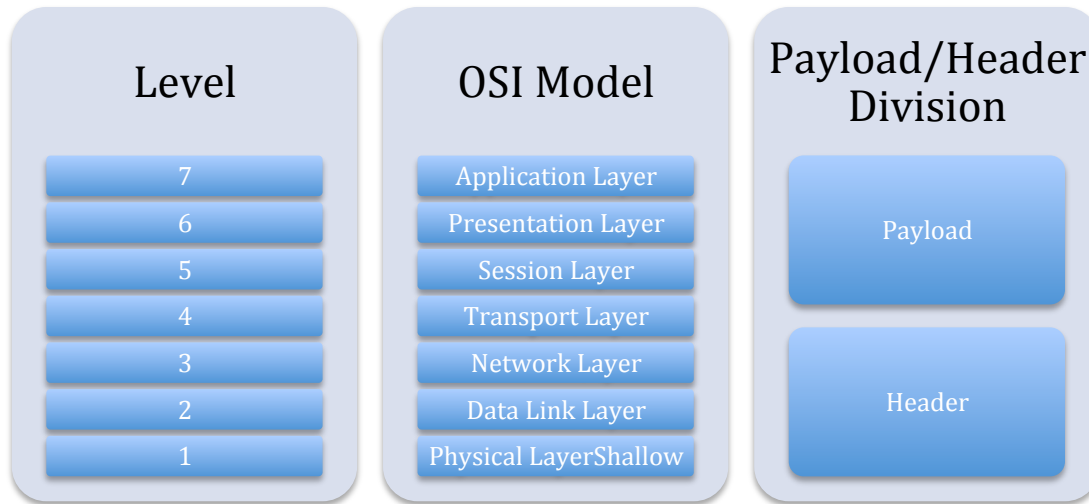 Level
7
6
5
4
3
2
1
OSI Model
Application Layer
Presentation Layer
Session Layer
Transport Layer
Network Layer
Data Link Layer
Physical LayerShallow
Payload/Header
Division
Payload
Header